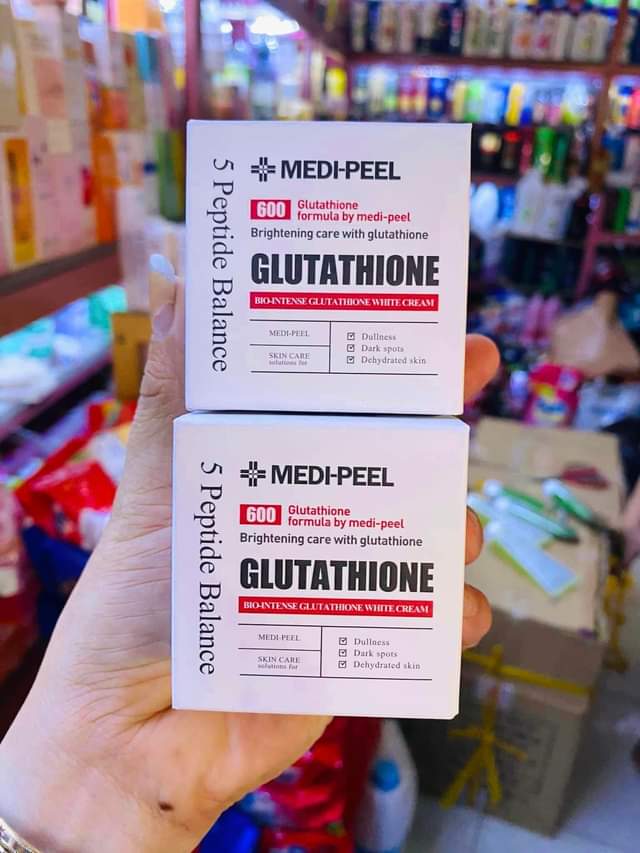 5 Peptide Balance
MEDI-PEEL
600 Glutathione
formula by medi-peel
Brightening care with glutathione
GLUTATHIONE
BIO-INTENSE GLUTATHIONE WHITE CREAM
MEDI-PEEL
SKIN CARE
solutions for
Dullness
Dark spots
Dehydrated skin
5 Peptide Balance
MEDI-PEEL
600 Glutathione
formula by medi-peel
Brightening care with glutathione
GLUTATHIONE
BIO-INTENSE GLUTATHIONE WHITE CREAM
MEDI-PEEL
SKIN CARE
solutions for
Dullness
Dark spots
Dehydrated skin